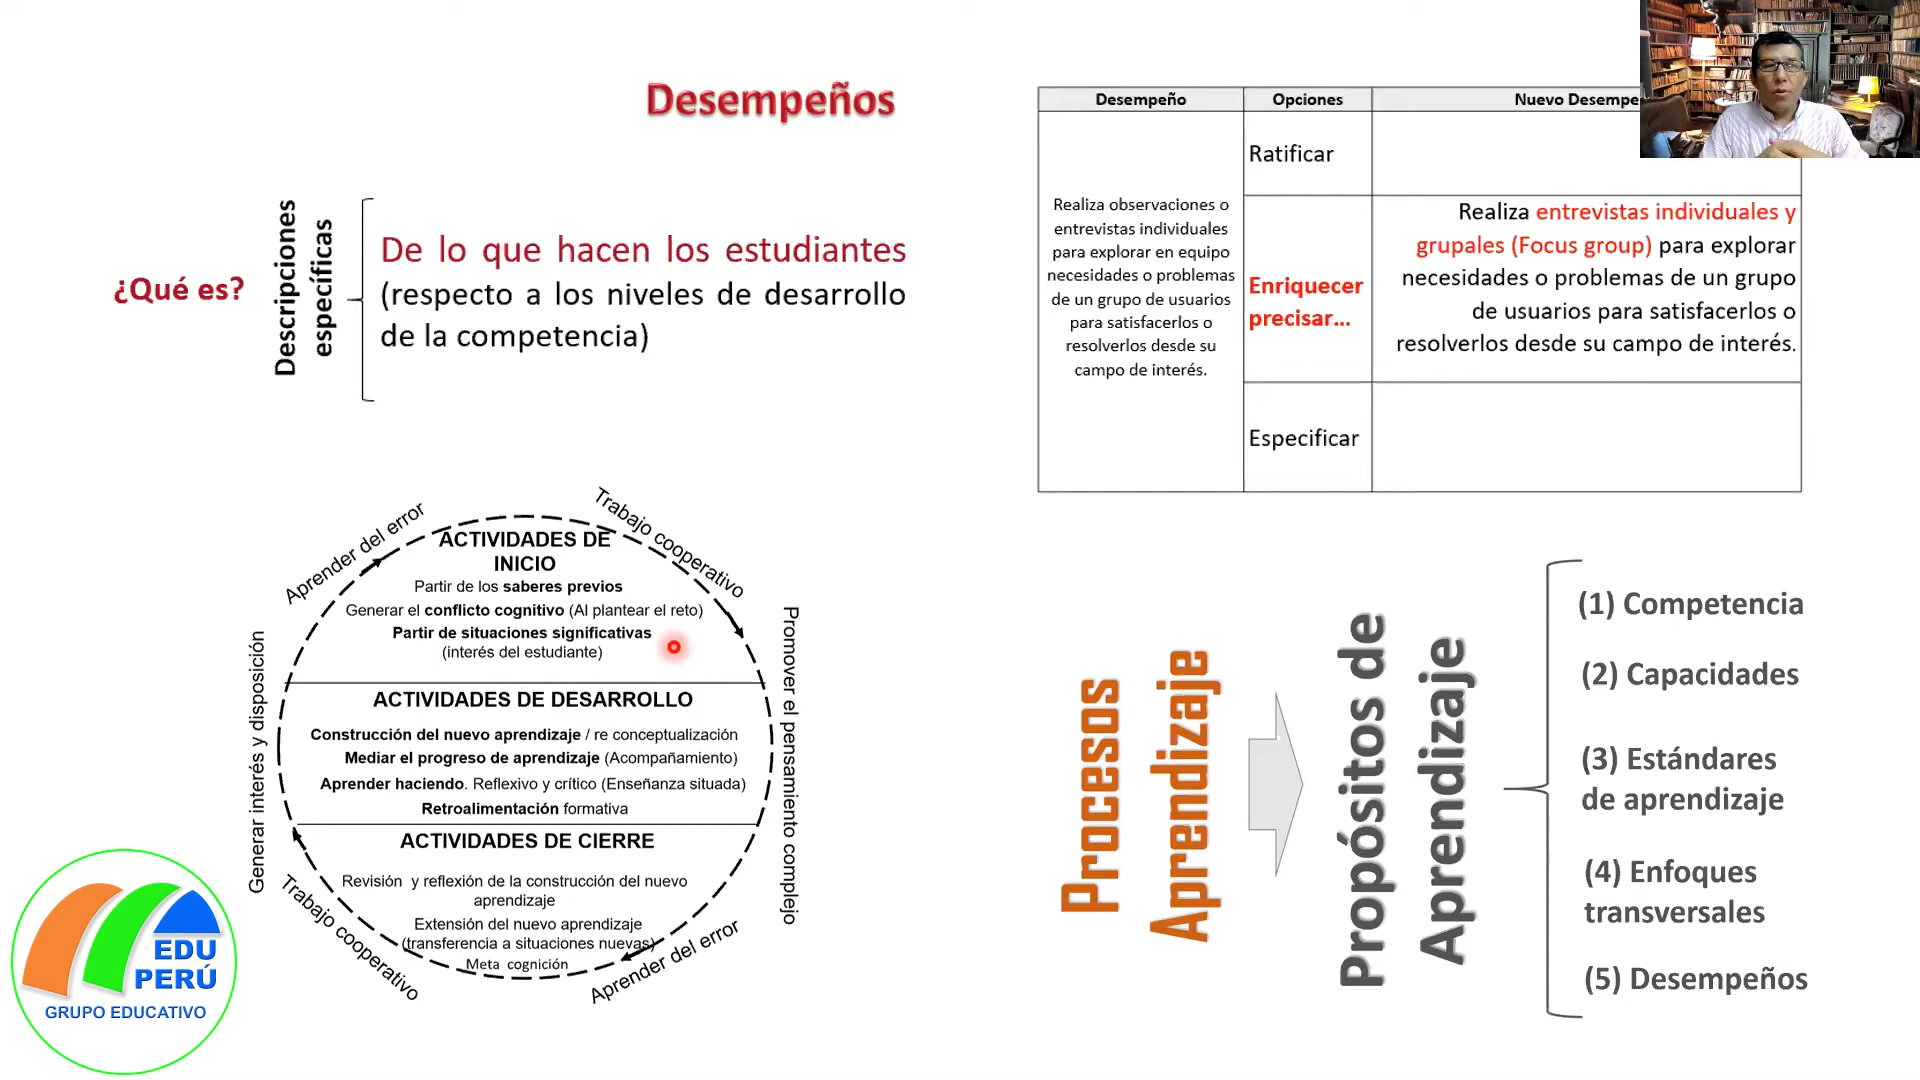 Desempeños
¿Qué es?
Descripciones
específicas
De lo que hacen los estudiantes
(respecto a los niveles de desarrollo
de la competencia)
Desempeño
Opciones
Nuevo
Realiza observaciones o
entrevistas individuales
para explorar en equipo
necesidades o problemas
de un grupo de usuarios
para satisfacerlos o
resolverlos desde su
campo de interés.
Ratificar
Enriquecer
precisar...
Realiza entrevistas individuales y
grupales (Focus group) para explorar
necesidades o problemas de un grupo
de usuarios para satisfacerlos o
resolverlos desde su campo de interés.
Especificar
Aprender del error
Trabajo cooperativo
Generar interés y disposición
Promover el pensamiento complejo
ACTIVIDADES DE
INICIO
Partir de los saberes previos
Generar el conflicto cognitivo (Al plantear el reto)
Partir de situaciones significativas
(interés del estudiante)
ACTIVIDADES DE DESARROLLO
Construcción del nuevo aprendizaje / re conceptualización
Mediar el progreso de aprendizaje (Acompañamiento)
Aprender haciendo. Reflexivo y crítico (Enseñanza situada)
Retroalimentación formativa
ACTIVIDADES DE CIERRE
Revisión y reflexión de la construcción del nuevo
aprendizaje
Extensión del nuevo aprendizaje
(transferencia a situaciones nuevas)
Meta cognición
Trabajo cooperativo
Aprender del error
EDU
PERÚ
GRUPO EDUCATIVO
Procesos
Aprendizaje
Propósitos de
Aprendizaje
(1) Competencia
(2) Capacidades
(3) Estándares
de aprendizaje
(4) Enfoques
transversales
(5) Desempeños